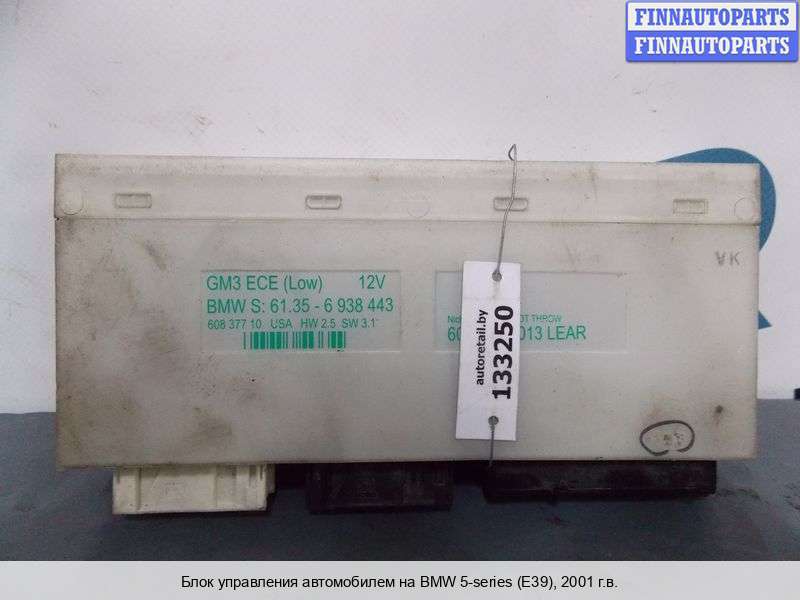 FINNAUTOPARTS
FINNAUTOPARTS
GM3 ECE (Low) 12V
BMW S: 61.35 - 6 938 443
608 377 10 USA HW 2.5 SW 3.1
THROW
013 LEAR
autoretail.by
133250
VK
Блок управления автомобилем на BMW 5-series (E39), 2001 г.в.